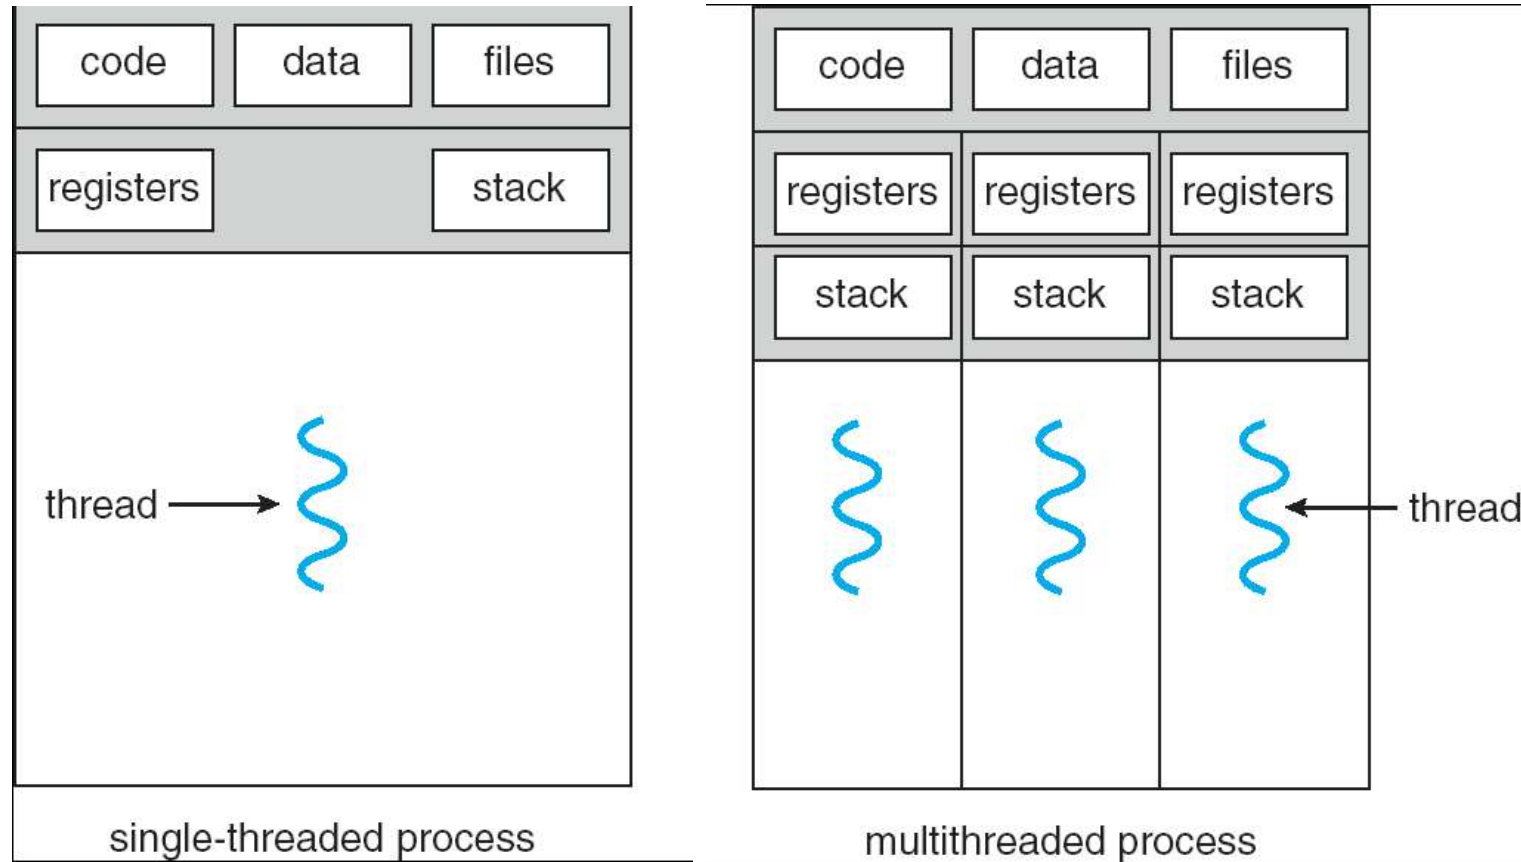 code data files
registers stack
thread
single-threaded process
code data files
registers registers registers
stack stack stack
thread
multithreaded process